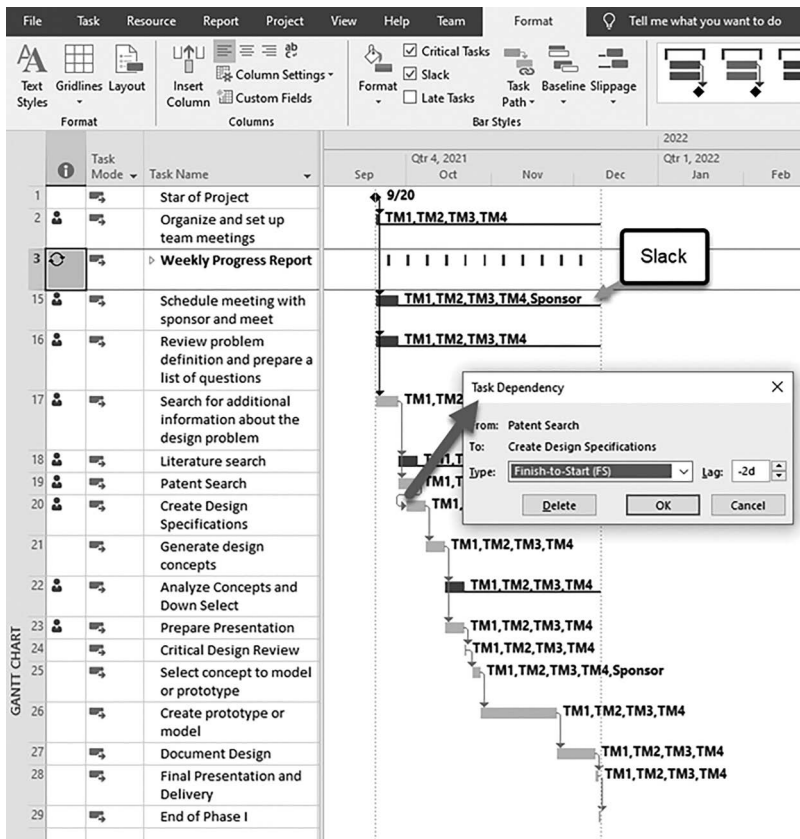 File Task Resource Report Project View Help Team Format Tell me what you want to do
Text Styles
Gridlines
Layout
Format
Insert Column
ab
Column Settings
Custom Fields
Columns
Format
Critical Tasks
Slack
Late Tasks
Task Path
Baseline
Slippage
Bar Styles
2022
Qtr 4, 2021 Qtr 1, 2022
Task Mode Task Name Sep Oct Nov Dec Jan Feb
1 Star of Project 9/20
2 Organize and set up TM1,TM2,TM3,TM4
team meetings
3 Weekly Progress Report
Slack
15 Schedule meeting with TM1,TM2,TM3,TM4,Sponsor
sponsor and meet
16 Review problem TM1,TM2,TM3,TM4
definition and prepare a
list of questions
17 Search for additional TM1,TM2
information about the
design problem
18 Literature search
19 Patent Search
20 Create Design TM1,
Specifications
Task Dependency
From: Patent Search
To: Create Design Specifications
Type: Finish-to-Start (FS) Lag: -2d
Delete OK Cancel
21 Generate design TM1,TM2,TM3,TM4
concepts
22 Analyze Concepts and TM1,TM2,TM3,TM4
Down Select
23 Prepare Presentation TM1,TM2,TM3,TM4
24 Critical Design Review TM1,TM2,TM3,TM4
25 Select concept to model TM1,TM2,TM3,TM4,Sponsor
or prototype
26 Create prototype or TM1,TM2,TM3,TM4
model
27 Document Design TM1,TM2,TM3,TM4
28 Final Presentation and TM1,TM2,TM3,TM4
Delivery
29 End of Phase I
GANTT CHART